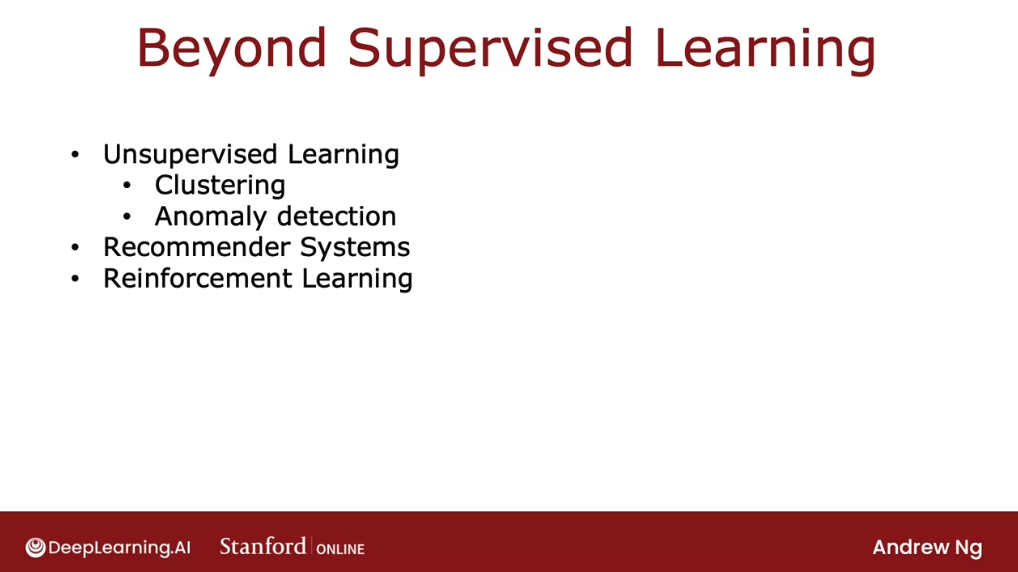 Beyond Supervised Learning
• Unsupervised Learning
• Clustering
• Anomaly detection
• Recommender Systems
• Reinforcement Learning
DeepLearning.AI
Stanford | ONLINE
Andrew Ng